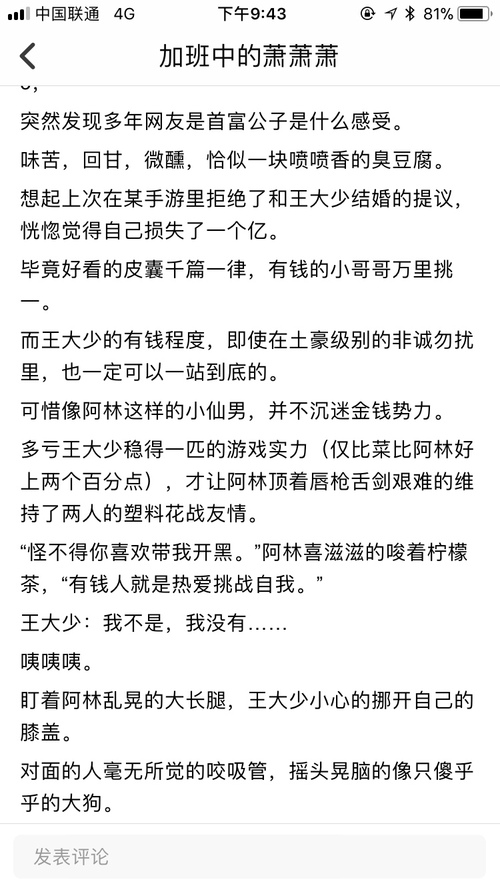 中国联通 4G 下午9:43 81%
加班中的萧萧萧
突然发现多年网友是首富公子是什么感受。
味苦，回甘，微醺，恰似一块喷喷香的臭豆腐。
想起上次在某手游里拒绝了和王大少结婚的提议，
恍惚觉得自己损失了一个亿。
毕竟好看的皮囊千篇一律，有钱的小哥哥万里挑
一。
而王大少的有钱程度，即使在土豪级别的非诚勿扰
里，也一定可以一站到底的。
可惜像阿林这样的小仙男，并不沉迷金钱势力。
多亏王大少稳得一匹的游戏实力（仅比菜比阿林好
上两个百分点），才让阿林顶着唇枪舌剑艰难的维
持了两人的塑料花战友情。
“怪不得你喜欢带我开黑。”阿林喜滋滋的唆着柠檬
茶，“有钱人就是热爱挑战自我。”
王大少：我不是，我没有……
咦咦咦。
盯着阿林乱晃的大长腿，王大少小心的挪开自己的
膝盖。
对面的人毫无所觉的咬吸管，摇头晃脑的像只傻乎
乎的大狗。
发表评论